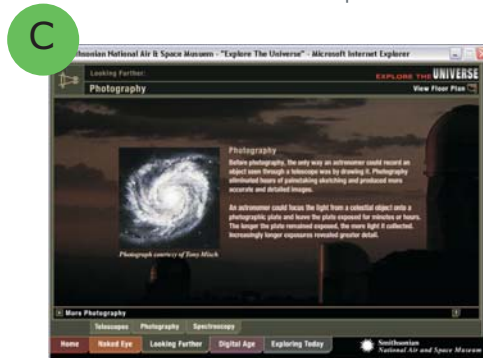 C
Smithsonian National Air & Space Museum - "Explore The Universe" - Microsoft Internet Explorer
Looking Further:
EXPLORE THE UNIVERSE
Photography
View Floor Plan
Photography
Before photography, the only way an astronomer could record an
object seen through a telescope was by drawing it. Photography
eliminated hours of painstaking sketching and produced more
accurate and detailed images.
An astronomer could focus the light from a celestial object onto a
photographic plate and leave the plate exposed for minutes or hours.
The longer the plate remained exposed, the more light it collected.
Increasingly longer exposures revealed greater detail.
Photograph courtesy of Tony Misch
More Photography
Telescopes Photography Spectroscopy
Home Naked Eye Looking Further Digital Age Exploring Today
Smithsonian
National Air and Space Museum